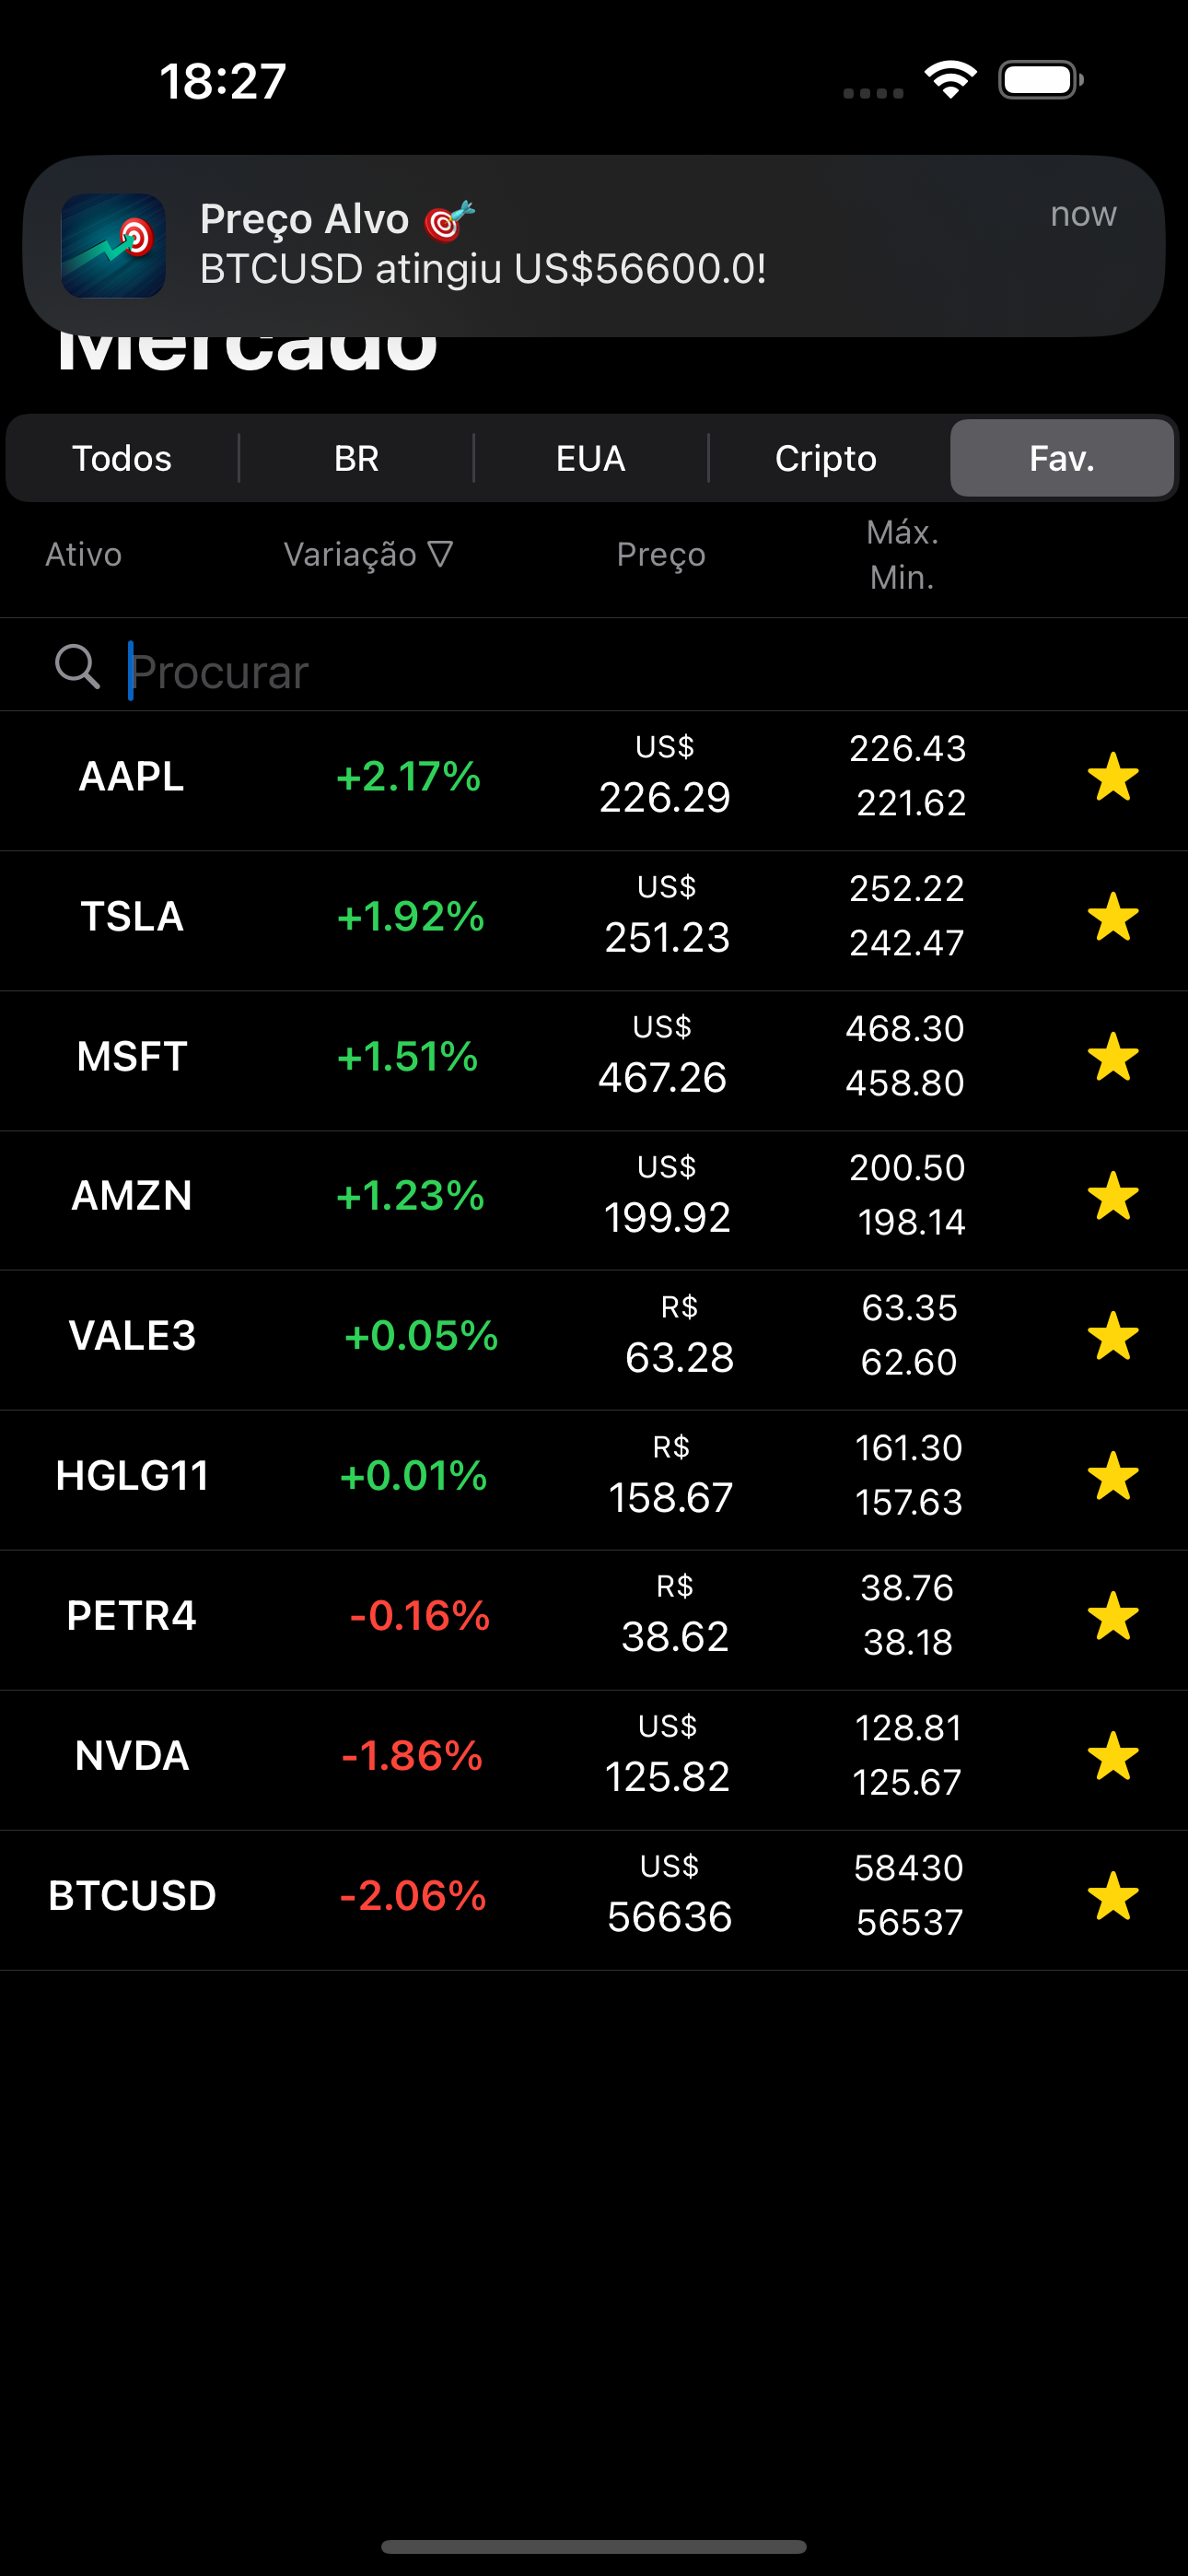 18:27
Preço Alvo 🎯
now
BTCUSD atingiu US$56600.0!
Mercado
Todos BR EUA Cripto Fav.
Ativo Variação ▽ Preço Máx. Min.
Procurar
AAPL +2.17% US$ 226.29 226.43 221.62
TSLA +1.92% US$ 251.23 252.22 242.47
MSFT +1.51% US$ 467.26 468.30 458.80
AMZN +1.23% US$ 199.92 200.50 198.14
VALE3 +0.05% R$ 63.28 63.35 62.60
HGLG11 +0.01% R$ 158.67 161.30 157.63
PETR4 -0.16% R$ 38.62 38.76 38.18
NVDA -1.86% US$ 125.82 128.81 125.67
BTCUSD -2.06% US$ 56636 58430 56537